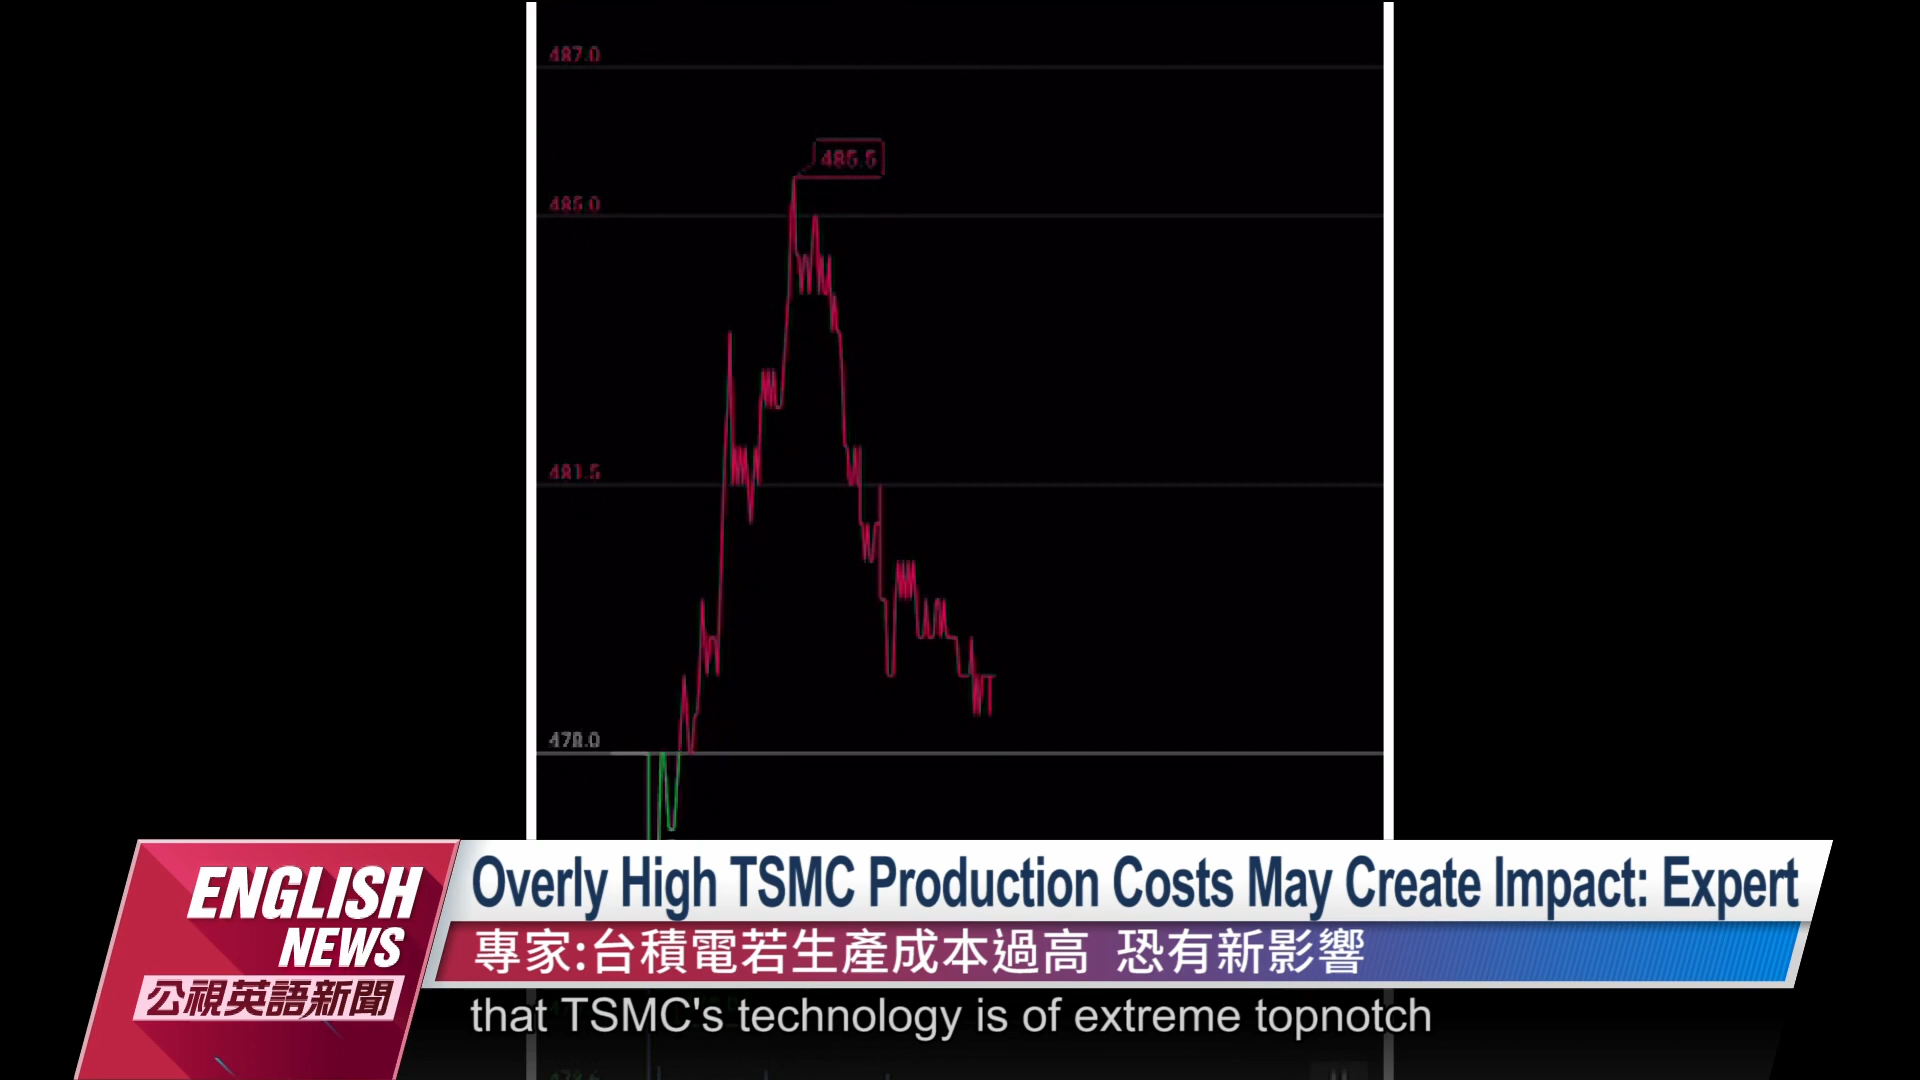 487.0
485.5
485.0
481.5
478.0
Overly High TSMC Production Costs May Create Impact: Expert
ENGLISH
NEWS
公視英語新聞
專家:台積電若生產成本過高 恐有新影響
that TSMC's technology is of extreme topnotch